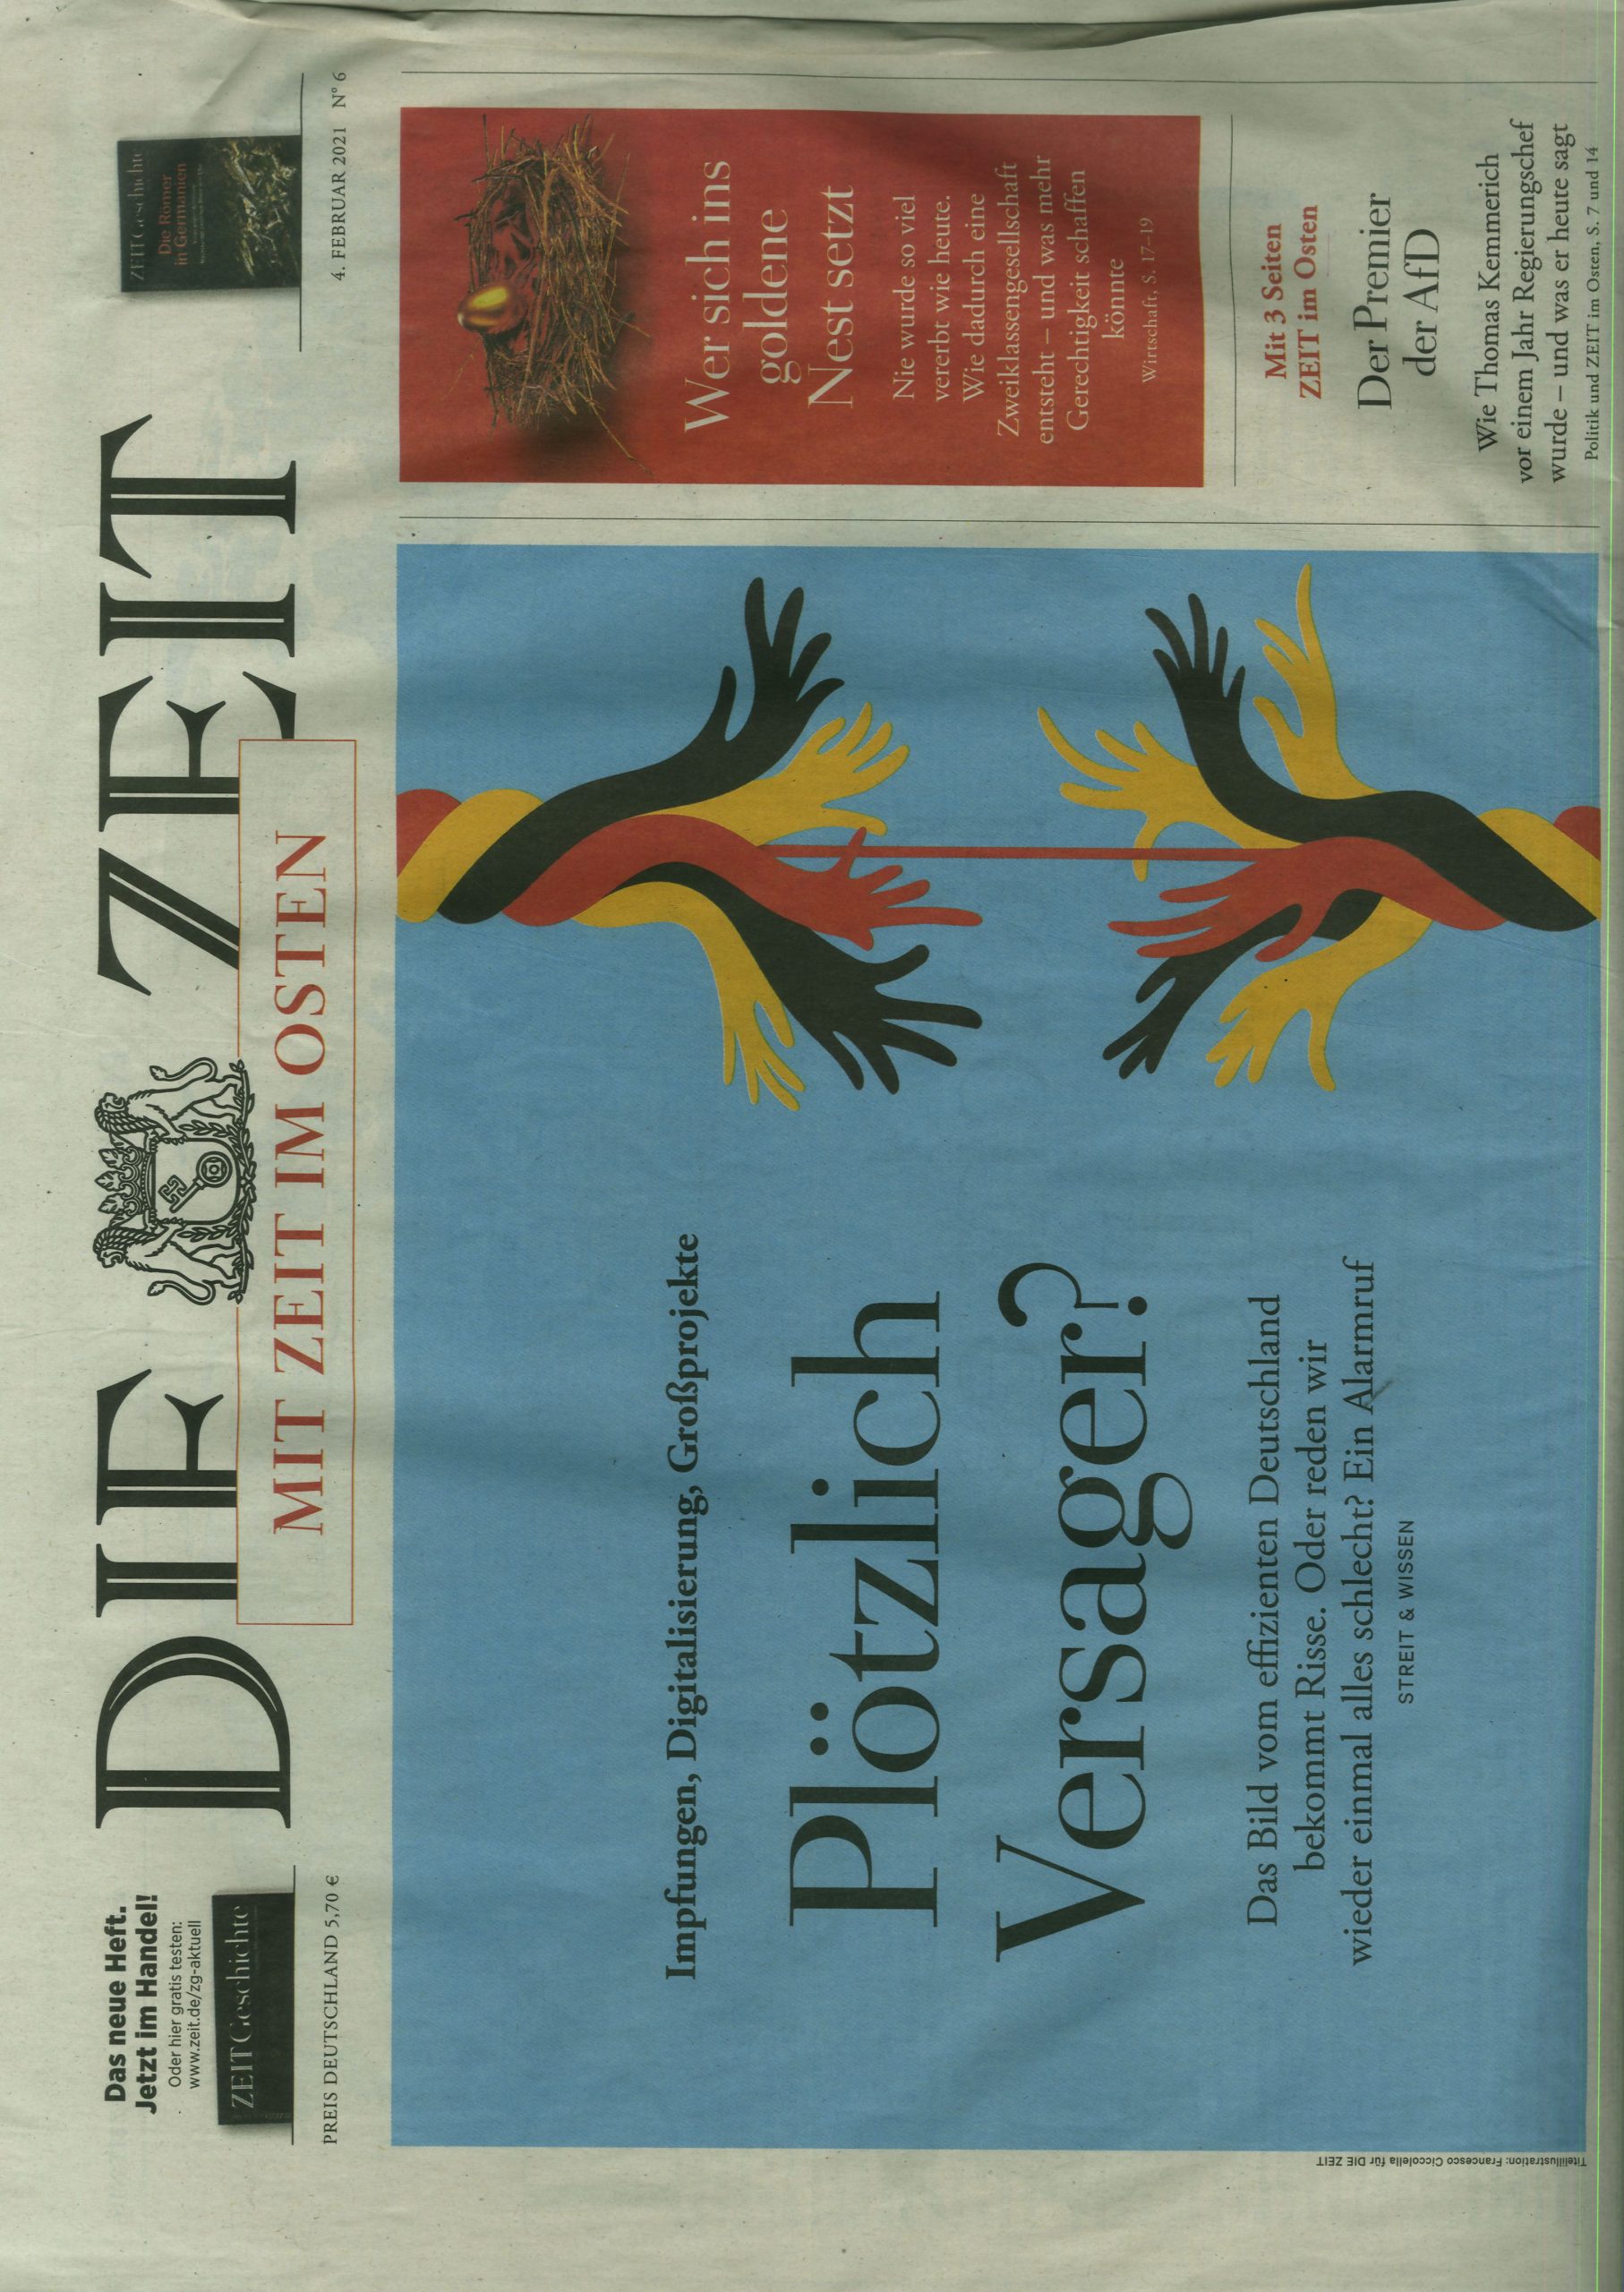 Das neue Heft.
Jetzt im Handel!
Oder hier gratis testen:
www.zeit.de/zg-aktuell
ZEIT Geschichte
DIE ZEIT
MIT ZEIT IM OSTEN
ZEIT Geschichte
Die Römer
in Germanien
PREIS DEUTSCHLAND 5,70 €
4. FEBRUAR 2021 N° 6
Impfungen, Digitalisierung, Großprojekte
Plötzlich
Versager?
Das Bild vom effizienten Deutschland
bekommt Risse. Oder reden wir
wieder einmal alles schlecht? Ein Alarmruf
STREIT & WISSEN
Titelillustration: Francesco Ciccolella für DIE ZEIT
Wer sich ins
goldene
Nest setzt
Nie wurde so viel
vererbt wie heute.
Wie dadurch eine
Zweiklassengesellschaft
entsteht – und was mehr
Gerechtigkeit schaffen
könnte
Wirtschaft, S. 17–19
Mit 3 Seiten
ZEIT im Osten
Der Premier
der AfD
Wie Thomas Kemmerich
vor einem Jahr Regierungschef
wurde – und was er heute sagt
Politik und ZEIT im Osten, S. 7 und 14